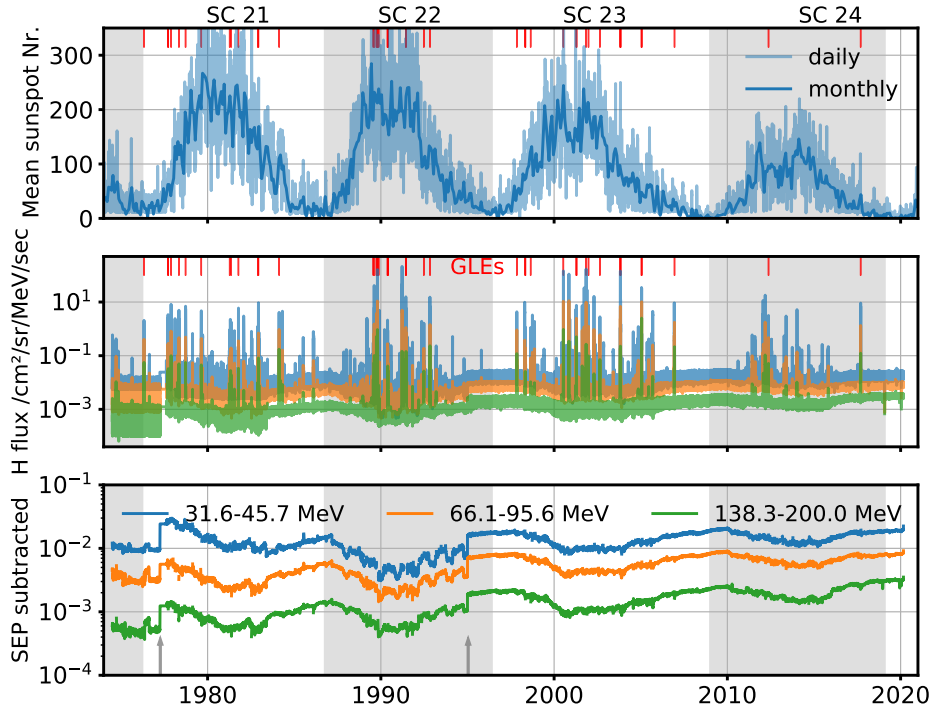 SC 21 SC 22 SC 23 SC 24
Mean sunspot Nr.
300
200
100
0
daily
monthly
H flux /cm²/sr/MeV/sec
10¹
10⁻¹
10⁻³
GLEs
SEP subtracted
10⁻¹
10⁻²
10⁻³
10⁻⁴
31.6-45.7 MeV 66.1-95.6 MeV 138.3-200.0 MeV
1980 1990 2000 2010 2020